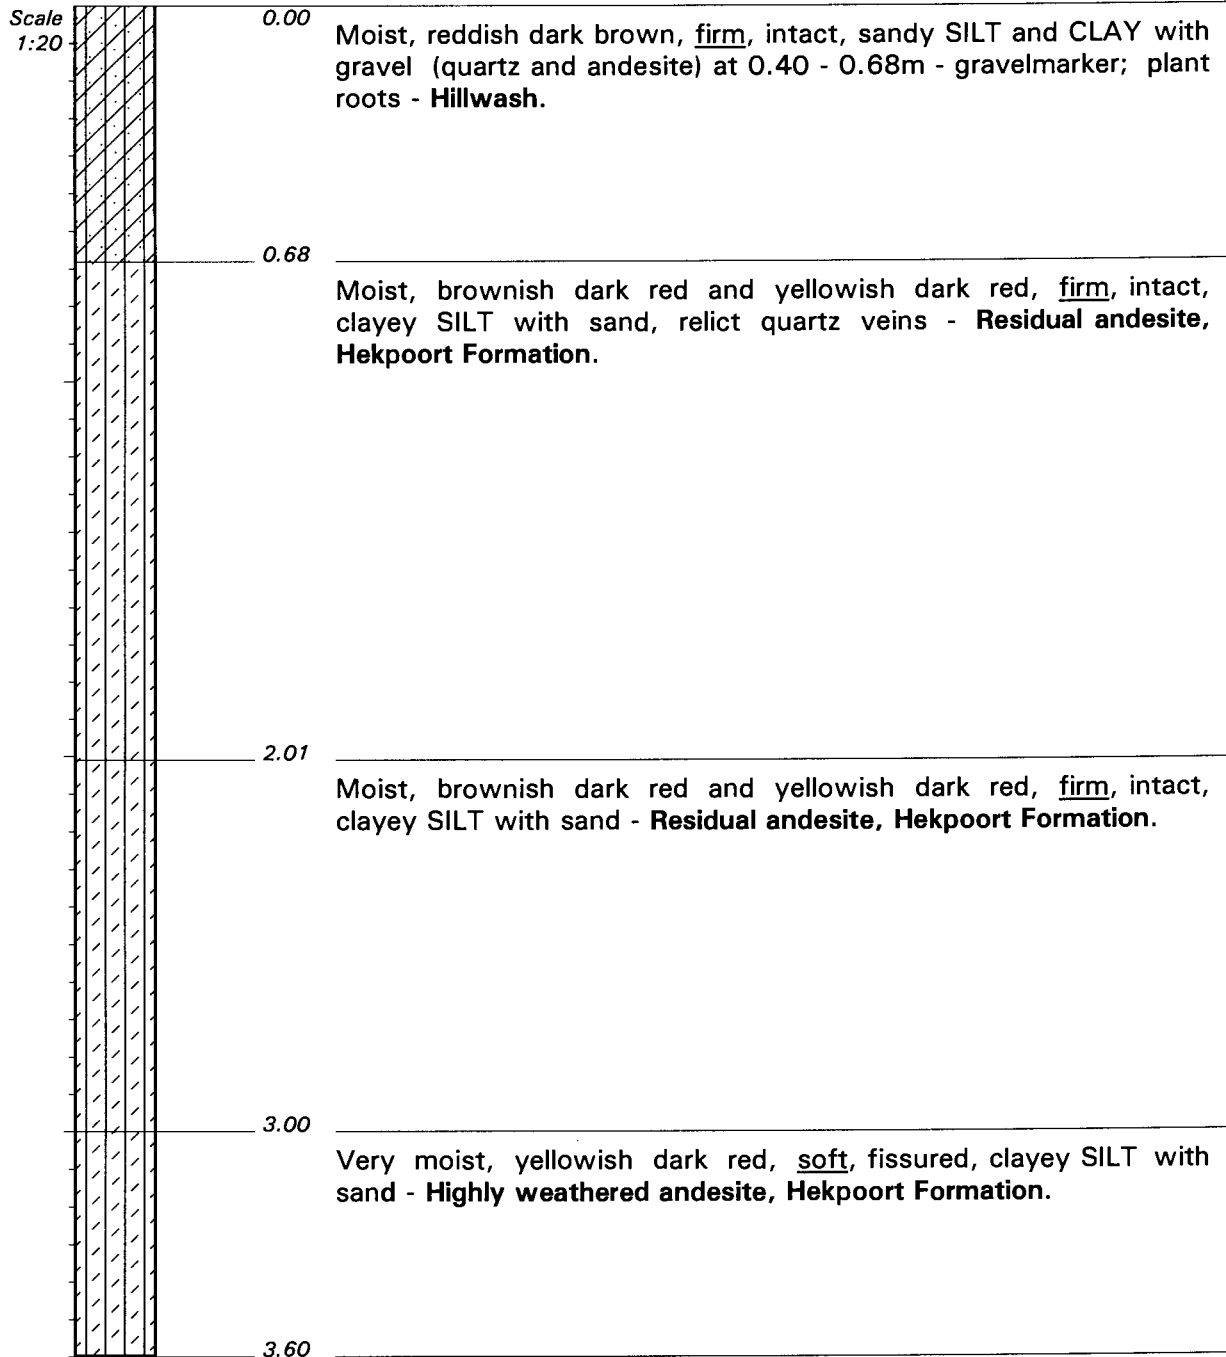 Scale
1:20
0.00
Moist, reddish dark brown, firm, intact, sandy SILT and CLAY with
gravel (quartz and andesite) at 0.40 - 0.68m - gravelmarker; plant
roots - Hillwash.
0.68
Moist, brownish dark red and yellowish dark red, firm, intact,
clayey SILT with sand, relict quartz veins - Residual andesite,
Hekpoort Formation.
2.01
Moist, brownish dark red and yellowish dark red, firm, intact,
clayey SILT with sand - Residual andesite, Hekpoort Formation.
3.00
Very moist, yellowish dark red, soft, fissured, clayey SILT with
sand - Highly weathered andesite, Hekpoort Formation.
3.60